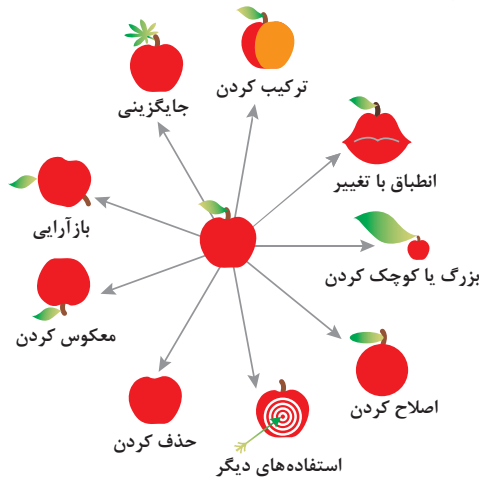 ترکیب کردن
جایگزینی
انطباق با تغییر
بازآرایی
بزرگ یا کوچک کردن
معکوس کردن
اصلاح کردن
حذف کردن
استفاده‌های دیگر